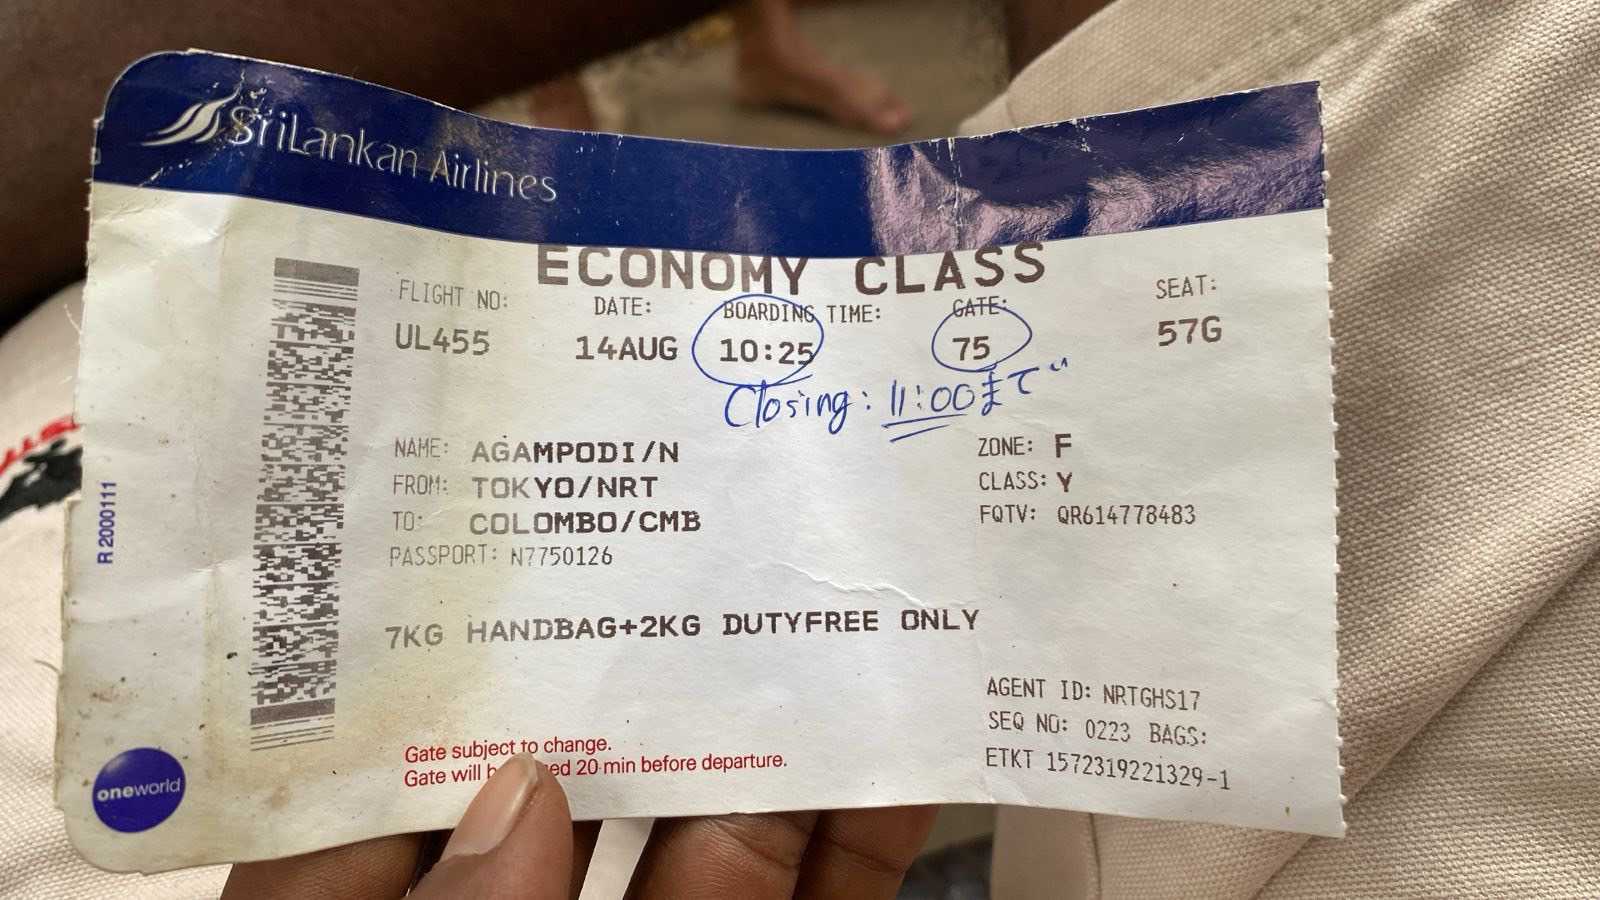 SriLankan Airlines
ECONOMY CLASS
FLIGHT NO: DATE: BOARDING TIME: GATE: SEAT:
UL455 14AUG 10:25 75 57G
Closing: 11:00まで
NAME: AGAMPODI/N ZONE: F
FROM: TOKYO/NRT CLASS: Y
TO: COLOMBO/CMB FQTV: QR614778483
PASSPORT: N7750126
7KG HANDBAG+2KG DUTYFREE ONLY
AGENT ID: NRTGHS17
SEQ NO: 0223 BAGS:
ETKT 1572319221329-1
Gate subject to change.
Gate will 20 min before departure.
R 2000111
oneworld